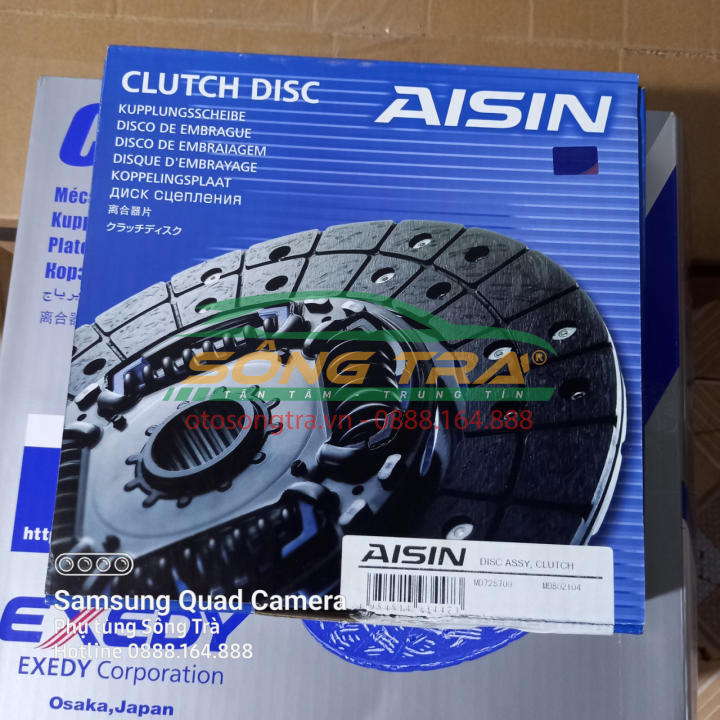 CLUTCH DISC
AISIN
KUPPLUNGSSCHEIBE
DISCO DE EMBRAGUE
DISCO DE EMBRAIAGEM
DISQUE D'EMBRAYAGE
KOPPELINGSPLAAT
ДИСК СЦЕПЛЕНИЯ
离合器片
クラッチディスク
C
Méc
Kupp
Plate
Корз
离合器
SÔNG TRÀ®
TẬN TÂM - TRUNG TÍN
otosongtra.vn - 0888.164.888
htt
AISIN
DISC ASSY, CLUTCH
MD802104
Samsung Quad Camera
Phụ tùng Sông Trà
Hotline 0888.164.888
EXEDY
EXEDY Corporation
Osaka,Japan